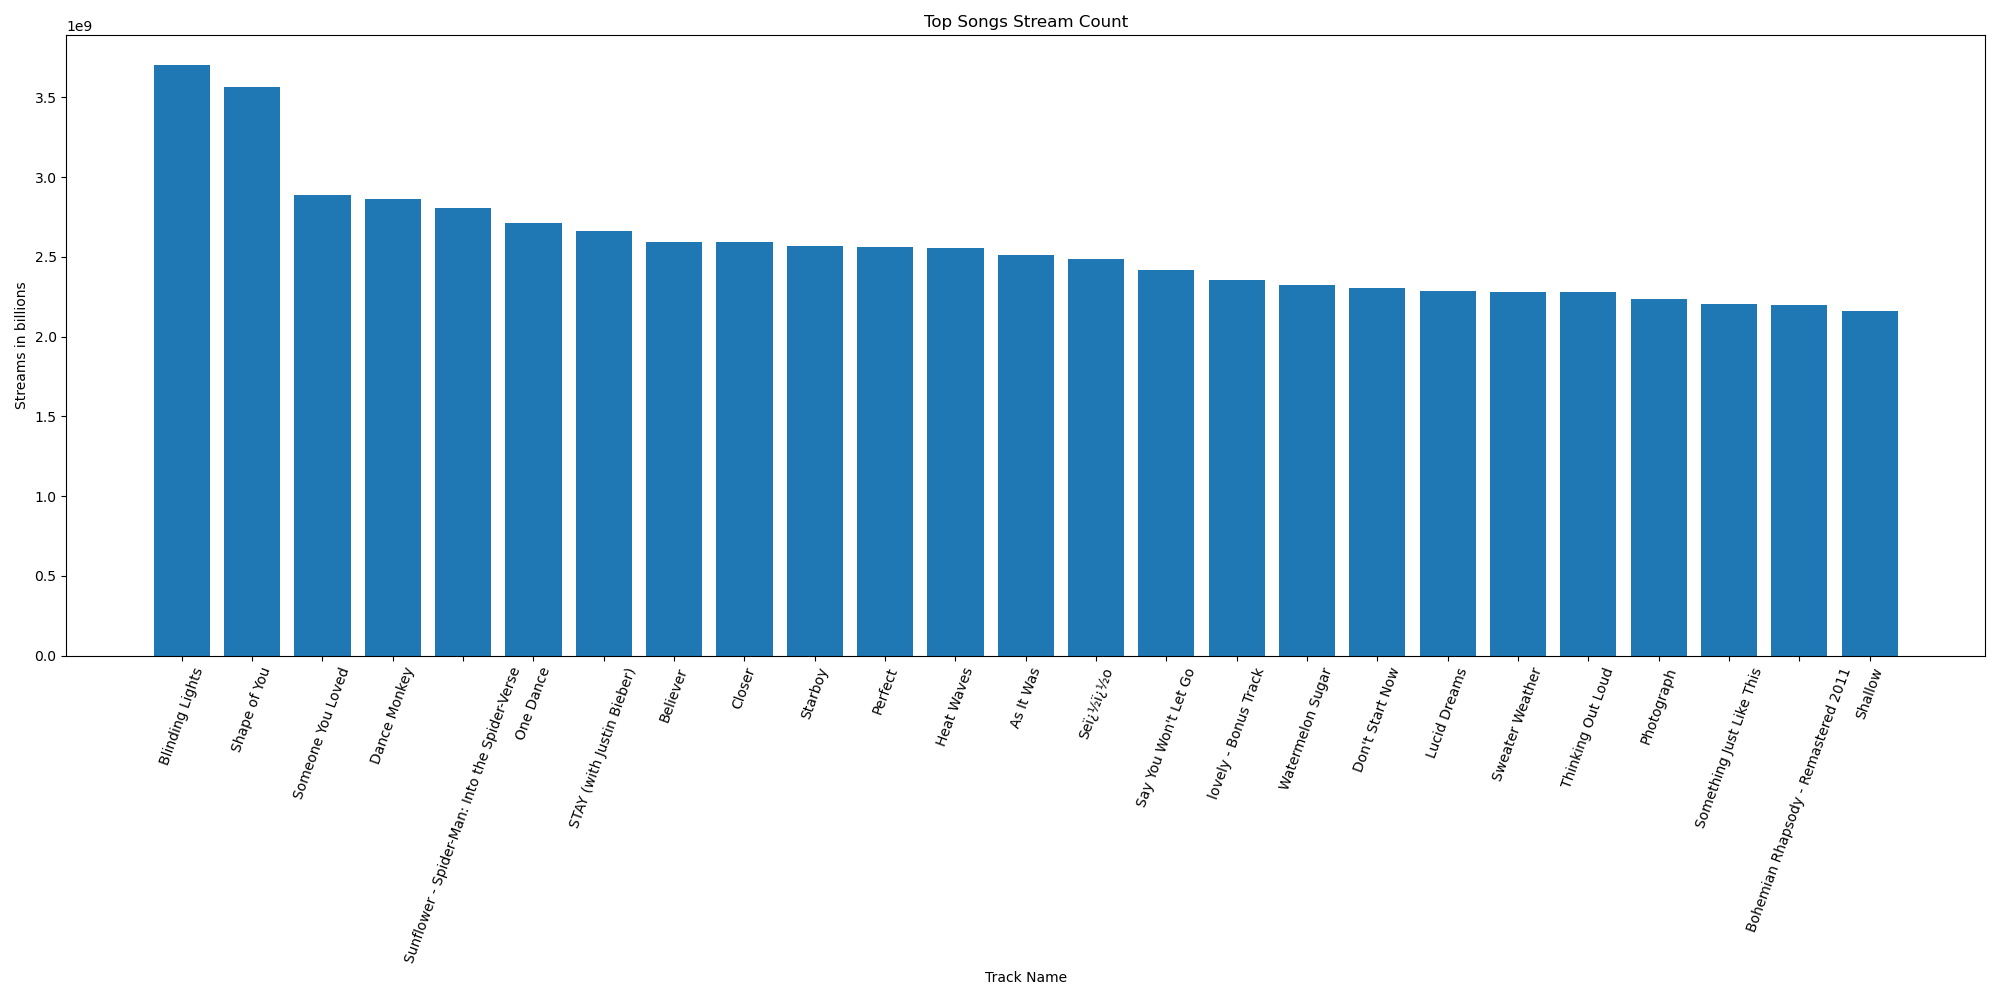 Top Songs Stream Count
1e9
Streams in billions
3.5
3.0
2.5
2.0
1.5
1.0
0.5
0.0
Blinding Lights
Shape of You
Someone You Loved
Dance Monkey
Sunflower - Spider-Man: Into the Spider-Verse
One Dance
STAY (with Justin Bieber)
Believer
Closer
Starboy
Perfect
Heat Waves
As It Was
Seï¿½ï¿½o
Say You Won't Let Go
lovely - Bonus Track
Watermelon Sugar
Don't Start Now
Lucid Dreams
Sweater Weather
Thinking Out Loud
Photograph
Something Just Like This
Bohemian Rhapsody - Remastered 2011
Shallow
Track Name